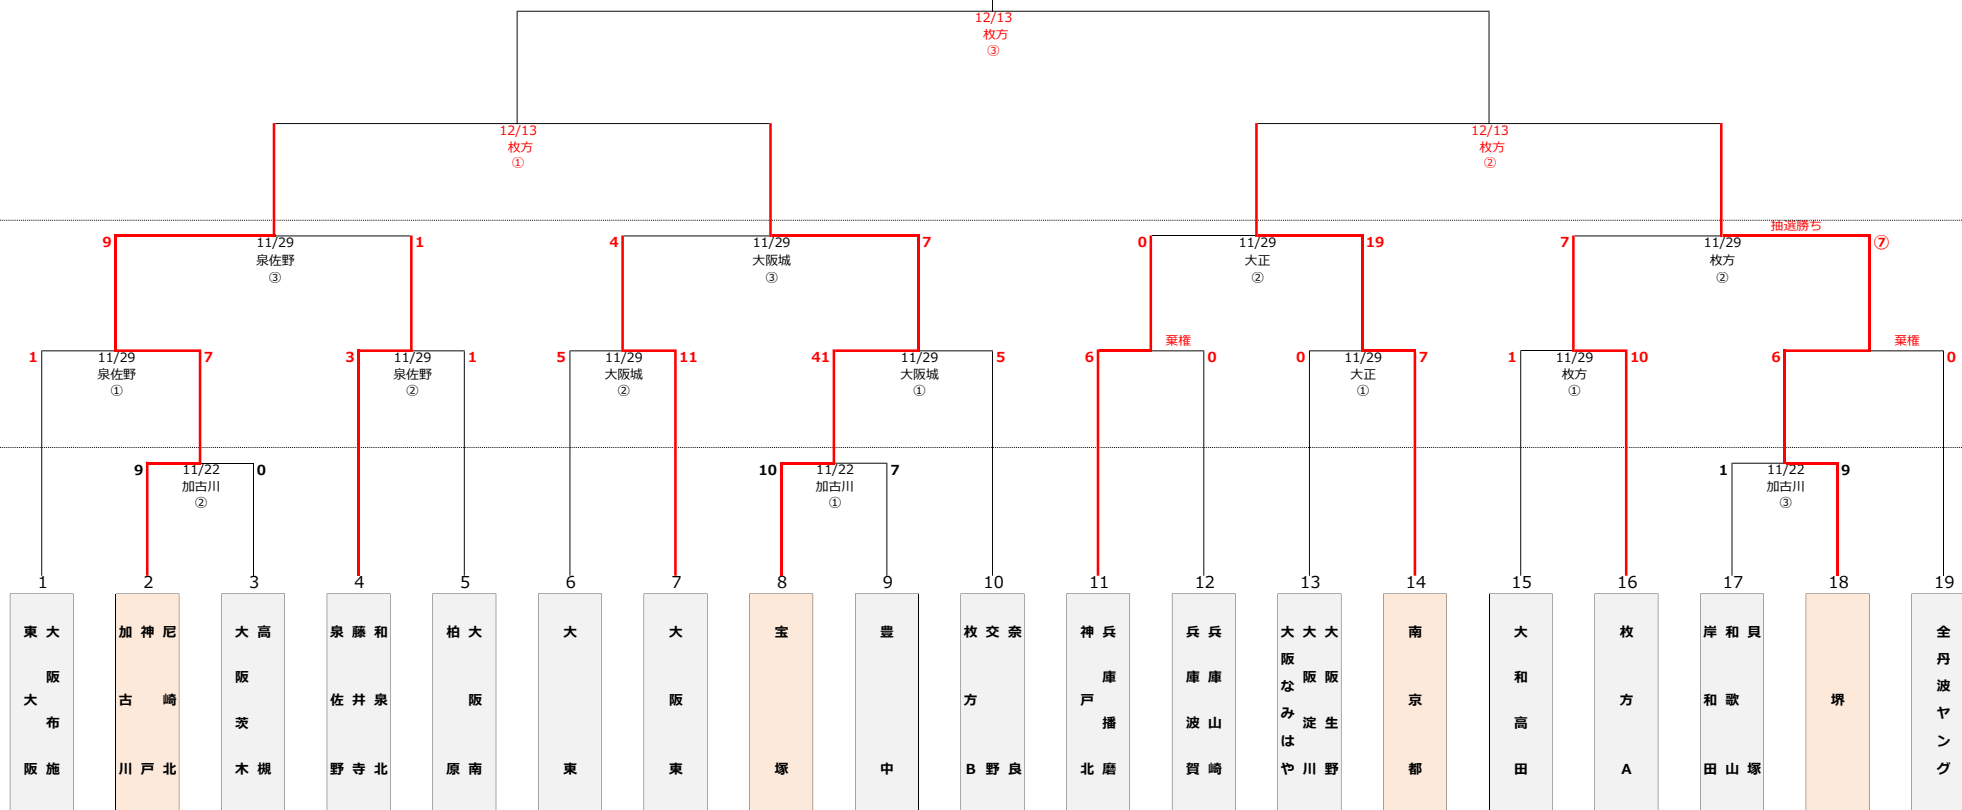 12/13
枚方
③
12/13
枚方
①
12/13
枚方
②
抽選勝ち
9 11/29 1
泉佐野
③
4 11/29 7
大阪城
③
0 11/29 19
大正
②
7 11/29 ⑦
枚方
②
棄権
棄権
1 11/29 7
泉佐野
①
3 11/29 1
泉佐野
②
5 11/29 11
大阪城
②
41 11/29 5
大阪城
①
6 0
0 11/29 7
大正
①
1 11/29 10
枚方
①
6 0
9 11/22 0
加古川
②
10 11/22 7
加古川
①
1 11/22 9
加古川
③
1 2 3 4 5 6 7 8 9 10 11 12 13 14 15 16 17 18 19
東大阪
大阪布施
加古川
神戸
尼崎北
大阪茨木
高槻
泉佐野
藤井寺
和泉北
柏原
大阪南
大東
大阪東
宝塚
豊中
枚方B
交野
奈良
神戸北
兵庫播磨
兵庫波賀
兵庫山崎
大阪なみはや
大阪淀川
大阪生野
南京都
大和高田
枚方A
岸和田
和歌山
貝塚
堺
全丹波ヤング